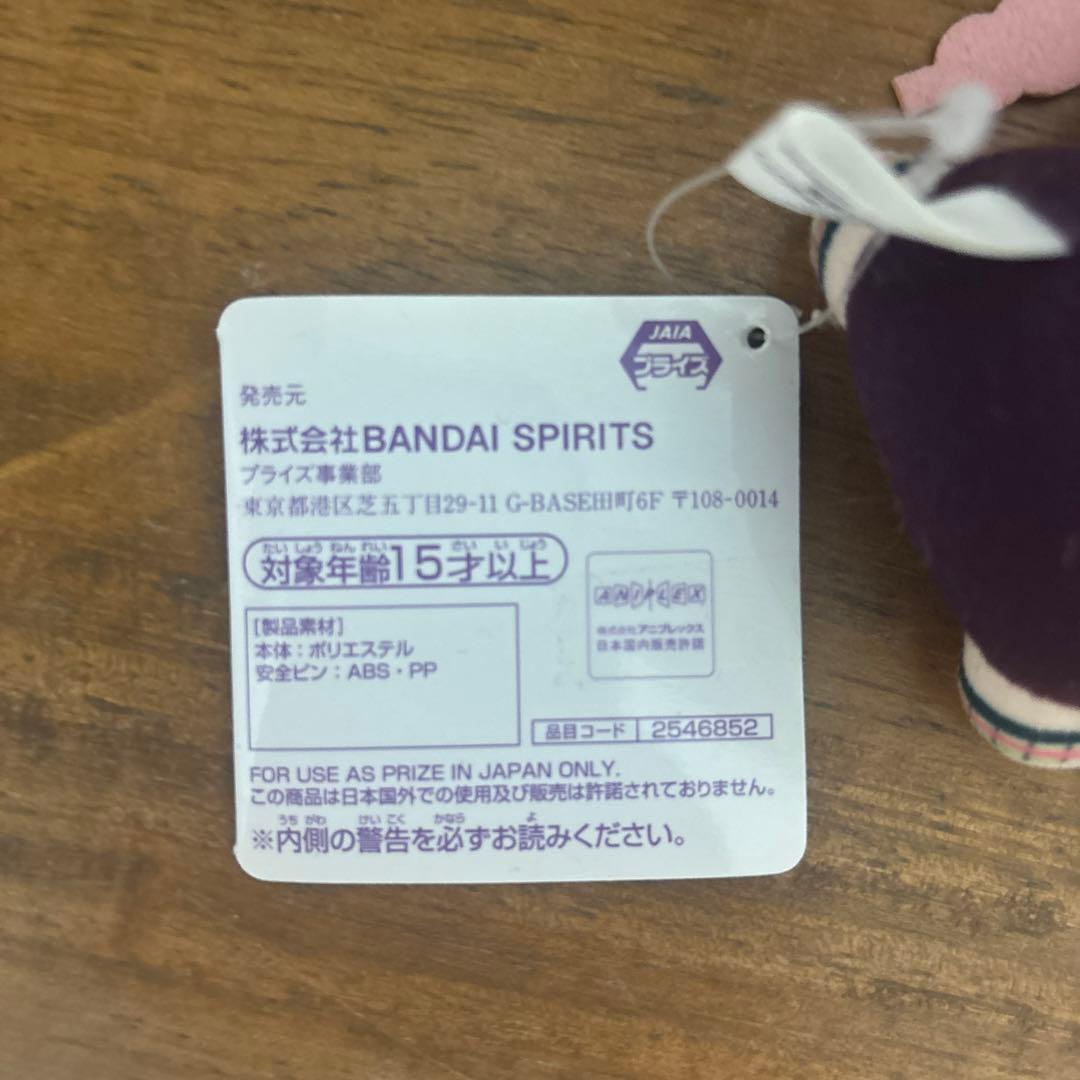 JAIA
プライズ
発売元
株式会社BANDAI SPIRITS
プライズ事業部
東京都港区芝五丁目29-11 G-BASE田町6F 〒108-0014
たいしょうねんれい さいいじょう
対象年齢15才以上
[製品素材]
本体：ポリエステル
安全ピン：ABS・PP
ANIPLEX
株式会社アニプレックス
日本国内販売許諾
品目コード 2546852
FOR USE AS PRIZE IN JAPAN ONLY.
この商品は日本国外での使用及び販売は許諾されておりません。
うちがわ けいこく かなら よ
※内側の警告を必ずお読みください。